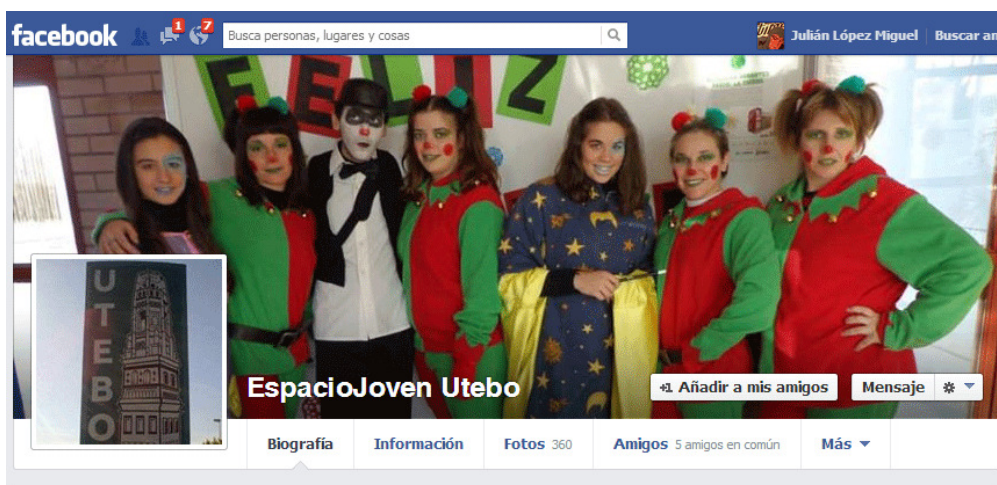 facebook
1
7
Busca personas, lugares y cosas
Julián López Miguel
Buscar am
FELIZ
UTEBO
EspacioJoven Utebo
+1 Añadir a mis amigos
Mensaje
Biografía
Información
Fotos 360
Amigos 5 amigos en común
Más